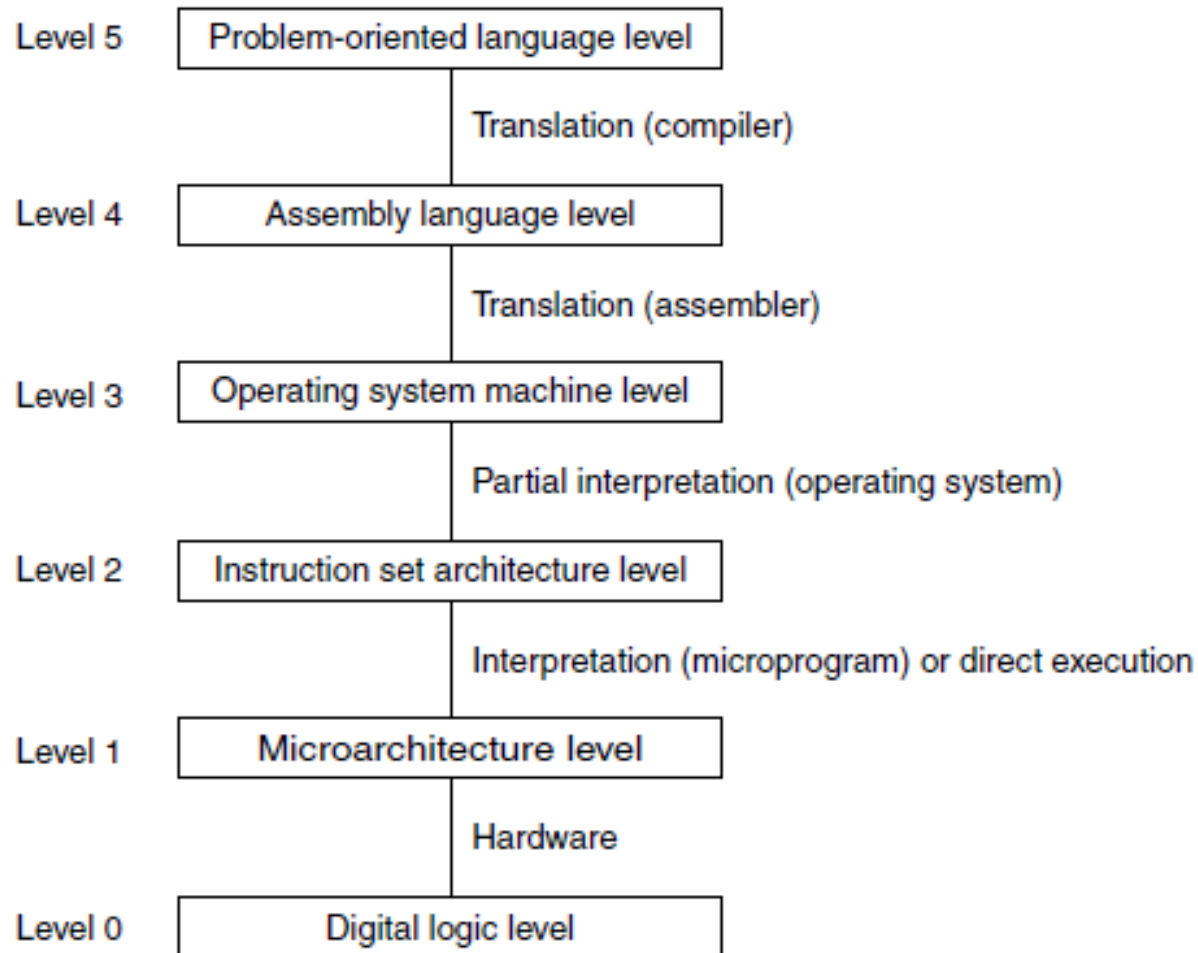 Level 5 Problem-oriented language level
Translation (compiler)
Level 4 Assembly language level
Translation (assembler)
Level 3 Operating system machine level
Partial interpretation (operating system)
Level 2 Instruction set architecture level
Interpretation (microprogram) or direct execution
Level 1 Microarchitecture level
Hardware
Level 0 Digital logic level